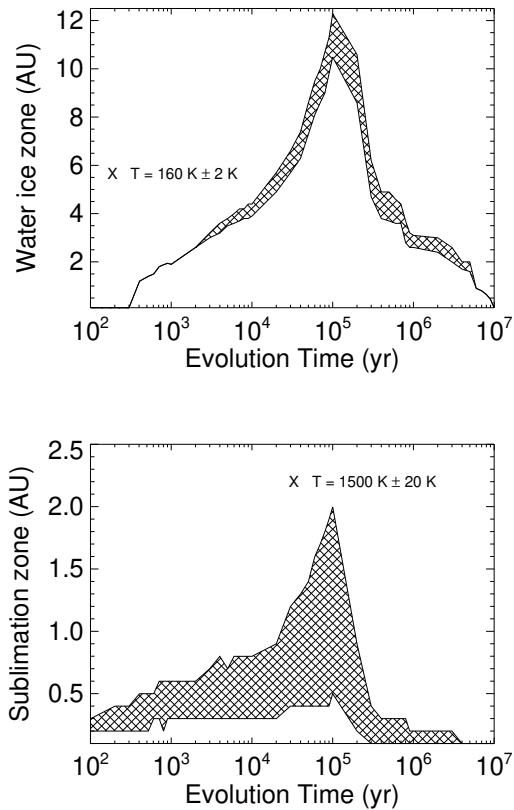 12
10
8
6
4
2
Water ice zone (AU)
X T = 160 K ± 2 K
10² 10³ 10⁴ 10⁵ 10⁶ 10⁷
Evolution Time (yr)
2.5
2.0
1.5
1.0
0.5
Sublimation zone (AU)
X T = 1500 K ± 20 K
10² 10³ 10⁴ 10⁵ 10⁶ 10⁷
Evolution Time (yr)